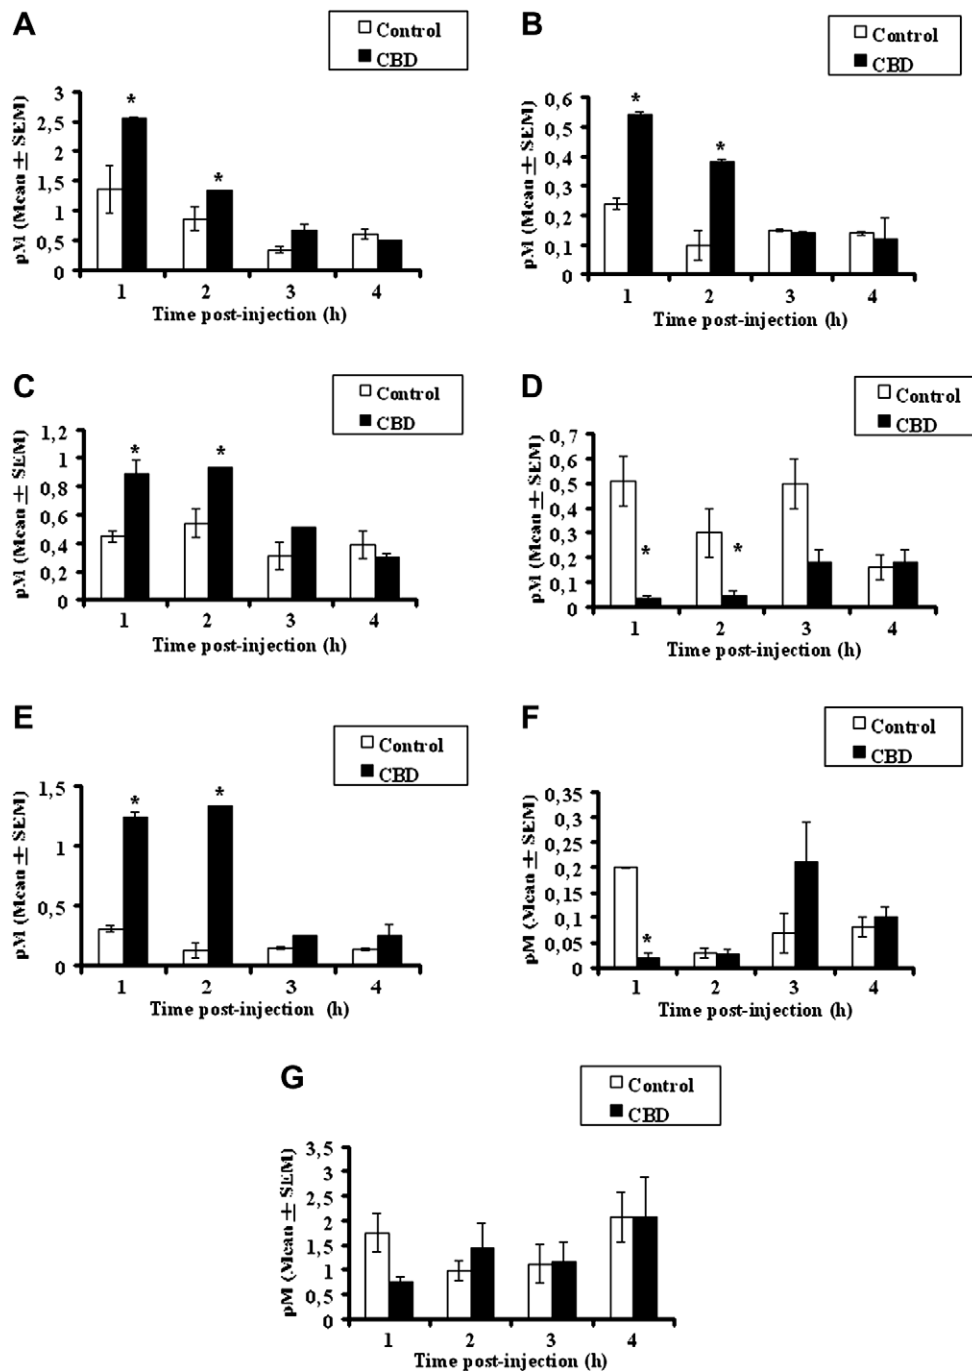 A
Control
CBD
pM (Mean ± SEM)
3
2,5
2
1,5
1
0,5
0
*
*
1 2 3 4
Time post-injection (h)
B
Control
CBD
pM (Mean ± SEM)
0,6
0,5
0,4
0,3
0,2
0,1
0
*
*
1 2 3 4
Time post-injection (h)
C
Control
CBD
pM (Mean ± SEM)
1,2
1
0,8
0,6
0,4
0,2
0
*
*
1 2 3 4
Time post-injection (h)
D
Control
CBD
pM (Mean ± SEM)
0,7
0,6
0,5
0,4
0,3
0,2
0,1
0
*
*
1 2 3 4
Time post-injection (h)
E
Control
CBD
pM (Mean ± SEM)
1,5
1
0,5
0
*
*
1 2 3 4
Time post-injection (h)
F
Control
CBD
pM (Mean ± SEM)
0,35
0,3
0,25
0,2
0,15
0,1
0,05
0
*
1 2 3 4
Time post-injection (h)
G
Control
CBD
pM (Mean ± SEM)
3,5
3
2,5
2
1,5
1
0,5
0
1 2 3 4
Time post-injection (h)